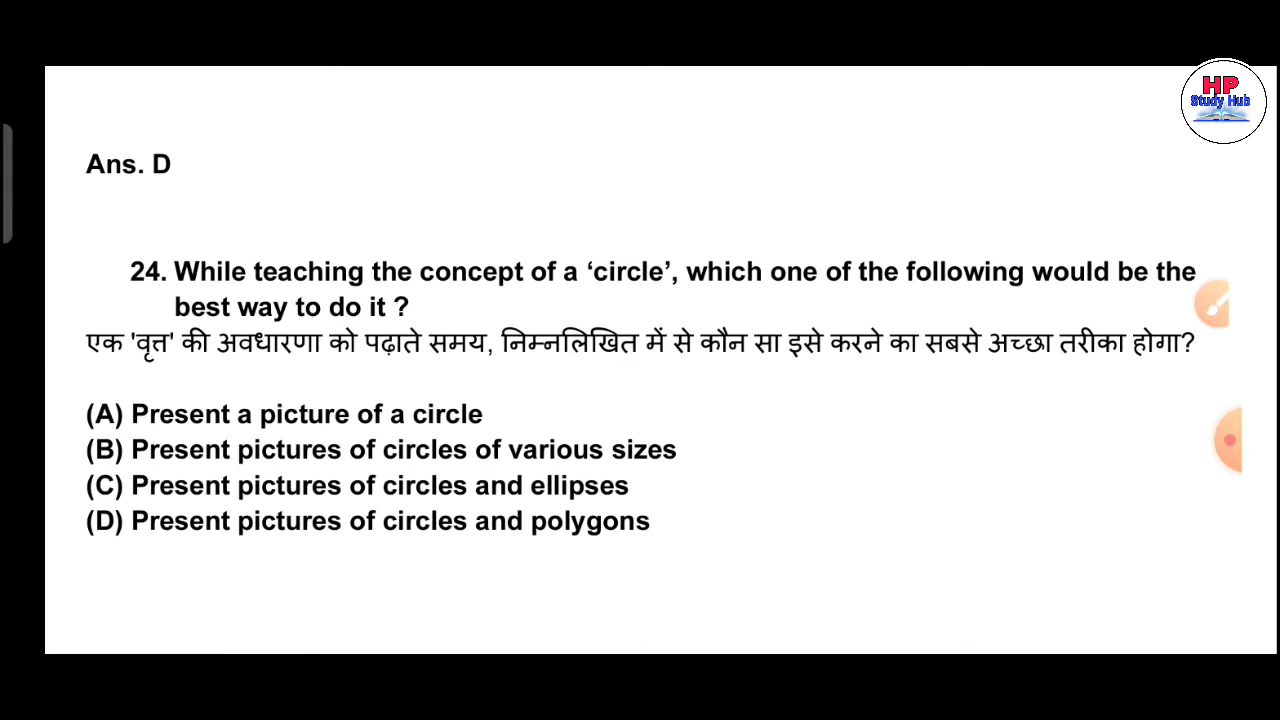 HP
Study Hub
Ans. D
24. While teaching the concept of a ‘circle’, which one of the following would be the
best way to do it ?
एक 'वृत्त' की अवधारणा को पढ़ाते समय, निम्नलिखित में से कौन सा इसे करने का सबसे अच्छा तरीका होगा?
(A) Present a picture of a circle
(B) Present pictures of circles of various sizes
(C) Present pictures of circles and ellipses
(D) Present pictures of circles and polygons